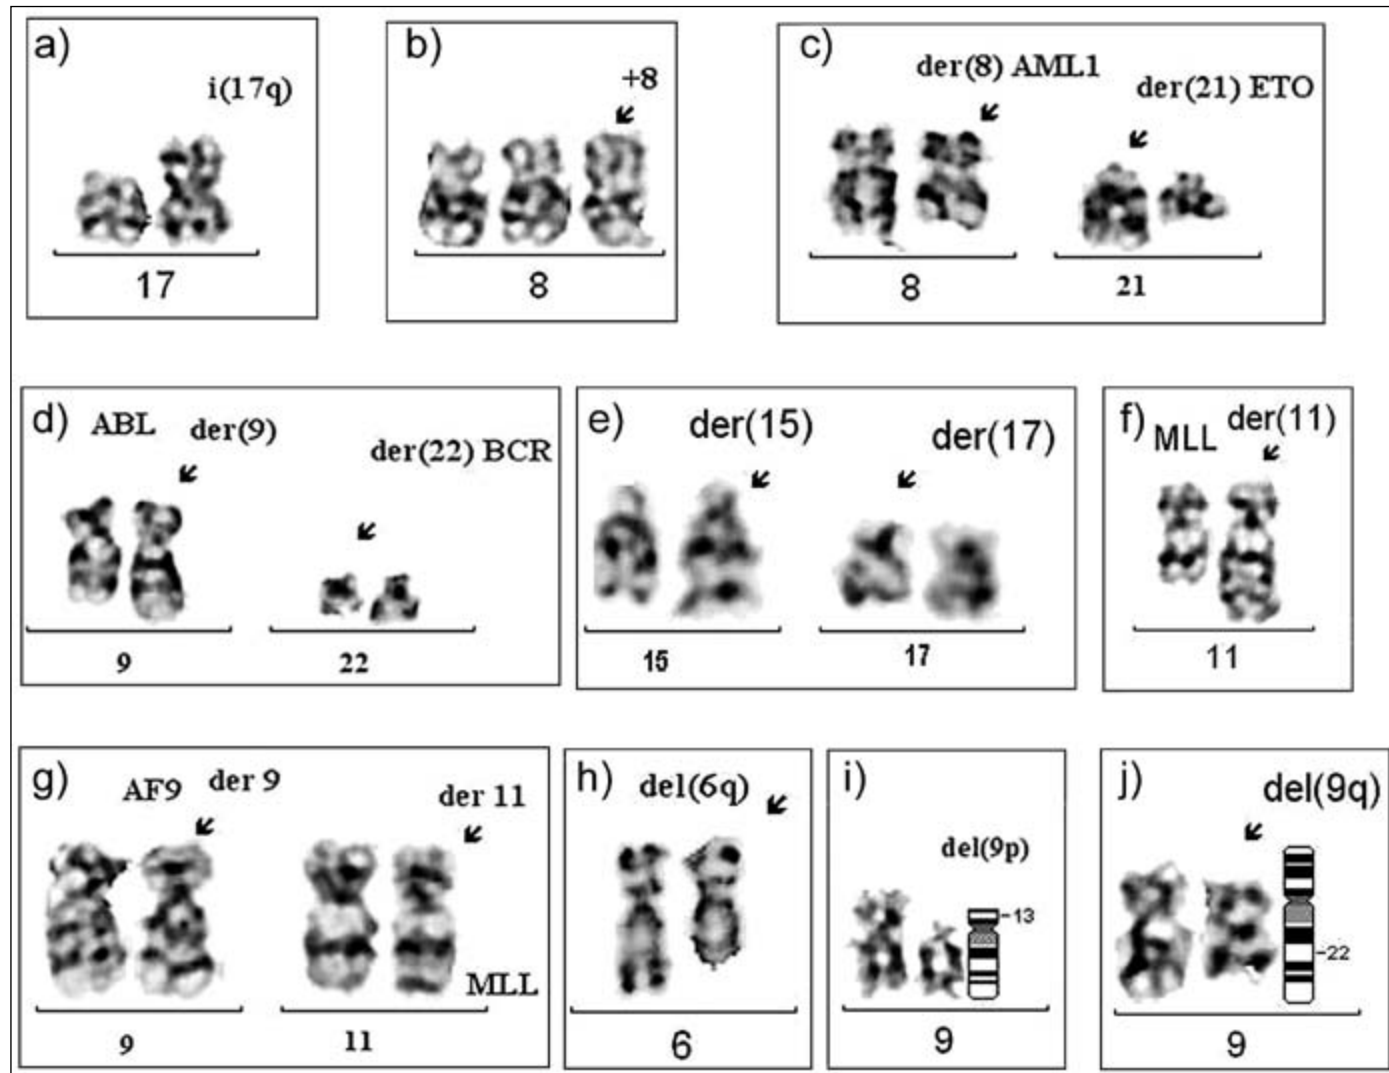 a)
i(17q)
17
b)
+8
8
c)
der(8) AML1
der(21) ETO
8
21
d)
ABL
der(9)
der(22) BCR
9
22
e)
der(15)
der(17)
15
17
f)
MLL
der(11)
11
g)
AF9
der 9
der 11
MLL
9
11
h)
del(6q)
6
i)
del(9p)
-13
9
j)
del(9q)
-22
9